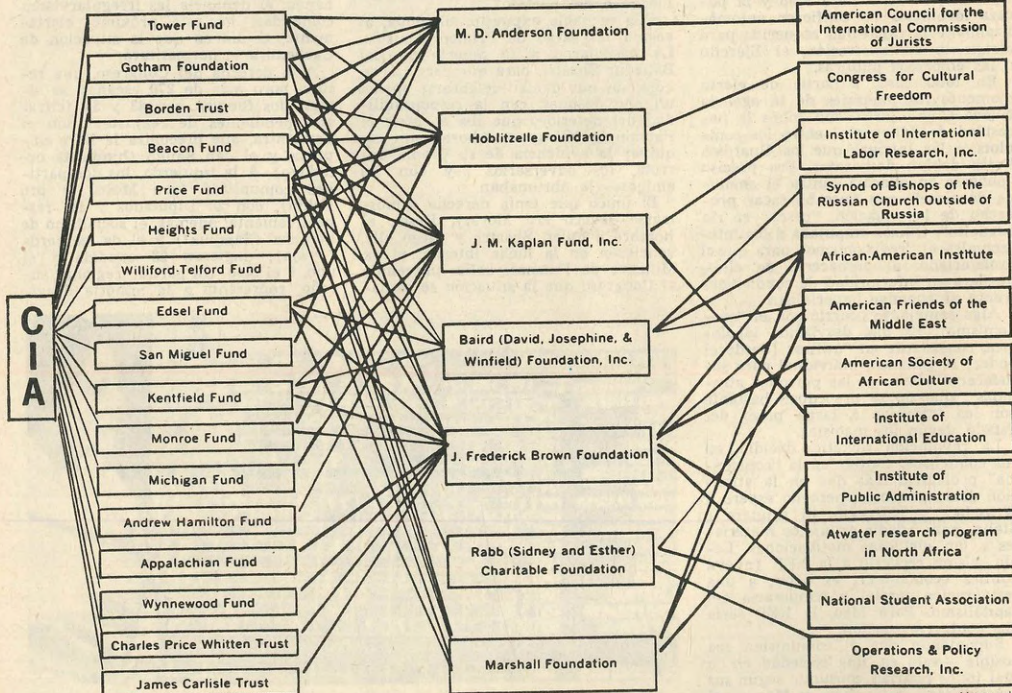 Tower Fund
Gotham Foundation
Borden Trust
Beacon Fund
Price Fund
Heights Fund
Williford-Telford Fund
Edsel Fund
San Miguel Fund
Kentfield Fund
Monroe Fund
Michigan Fund
Andrew Hamilton Fund
Appalachian Fund
Wynnewood Fund
Charles Price Whitten Trust
James Carlisle Trust
C
I
A
M. D. Anderson Foundation
Hoblitzelle Foundation
J. M. Kaplan Fund, Inc.
Baird (David, Josephine, &
Winfield) Foundation, Inc.
J. Frederick Brown Foundation
Rabb (Sidney and Esther)
Charitable Foundation
Marshall Foundation
American Council for the
International Commission
of Jurists
Congress for Cultural
Freedom
Institute of International
Labor Research, Inc.
Synod of Bishops of the
Russian Church Outside of
Russia
African-American Institute
American Friends of the
Middle East
American Society of
African Culture
Institute of
International Education
Institute of
Public Administration
Atwater research program
in North Africa
National Student Association
Operations & Policy
Research, Inc.